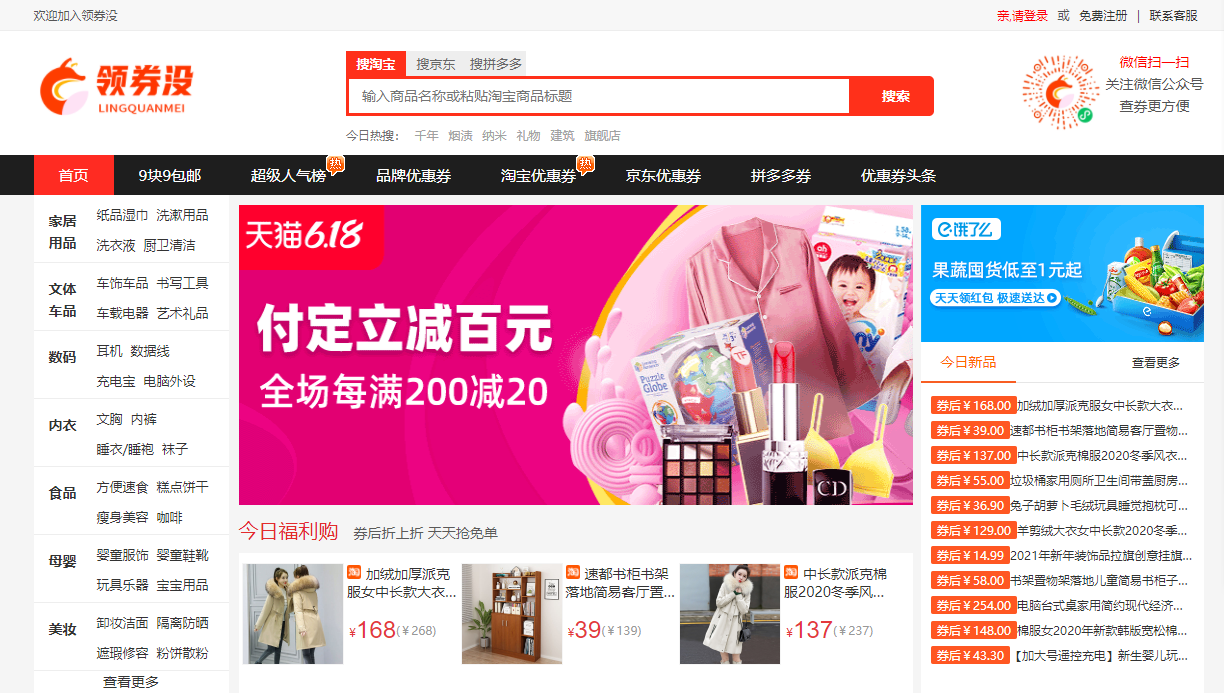 欢迎加入领券没
亲,请登录 或 免费注册 | 联系客服
领券没
LINGQUANMEI
搜淘宝 搜京东 搜拼多多
输入商品名称或粘贴淘宝商品标题
搜索
今日热搜： 千年 烟渍 纳米 礼物 建筑 旗舰店
微信扫一扫
关注微信公众号
查券更方便
首页 9块9包邮 超级人气榜 热 品牌优惠券 淘宝优惠券 热 京东优惠券 拼多多券 优惠券头条
家居用品
纸品湿巾 洗漱用品
洗衣液 厨卫清洁
文体车品
车饰车品 书写工具
车载电器 艺术礼品
数码
耳机 数据线
充电宝 电脑外设
内衣
文胸 内裤
睡衣/睡袍 袜子
食品
方便速食 糕点饼干
瘦身美容 咖啡
母婴
婴童服饰 婴童鞋靴
玩具乐器 宝宝用品
美妆
卸妆洁面 隔离防晒
遮瑕修容 粉饼散粉
查看更多
天猫6.18
付定立减百元
全场每满200减20
Puzzle
Globe
CD
饿了么
果蔬囤货低至1元起
天天领红包 极速送达
今日新品 查看更多
券后￥168.00 加绒加厚派克服女中长款大衣...
券后￥39.00 速都书柜书架落地简易客厅置物...
券后￥137.00 中长款派克棉服2020冬季风衣...
券后￥55.00 垃圾桶家用厕所卫生间带盖厨房...
券后￥36.90 兔子胡萝卜毛绒玩具睡觉抱枕可...
券后￥129.00 羊剪绒大衣女中长款2020冬季...
券后￥14.99 2021年新年装饰品拉旗创意挂旗...
券后￥58.00 书架置物架落地儿童简易书柜子...
券后￥254.00 电脑台式桌家用简约现代经济...
券后￥148.00 棉服女2020年新款韩版宽松棉...
券后￥43.30 【加大号遥控充电】新生婴儿玩...
今日福利购 券后折上折 天天抢免单
淘 加绒加厚派克
服女中长款大衣...
￥168(￥268)
淘 速都书柜书架
落地简易客厅置...
￥39(￥139)
淘 中长款派克棉
服2020冬季风...
￥137(￥237)